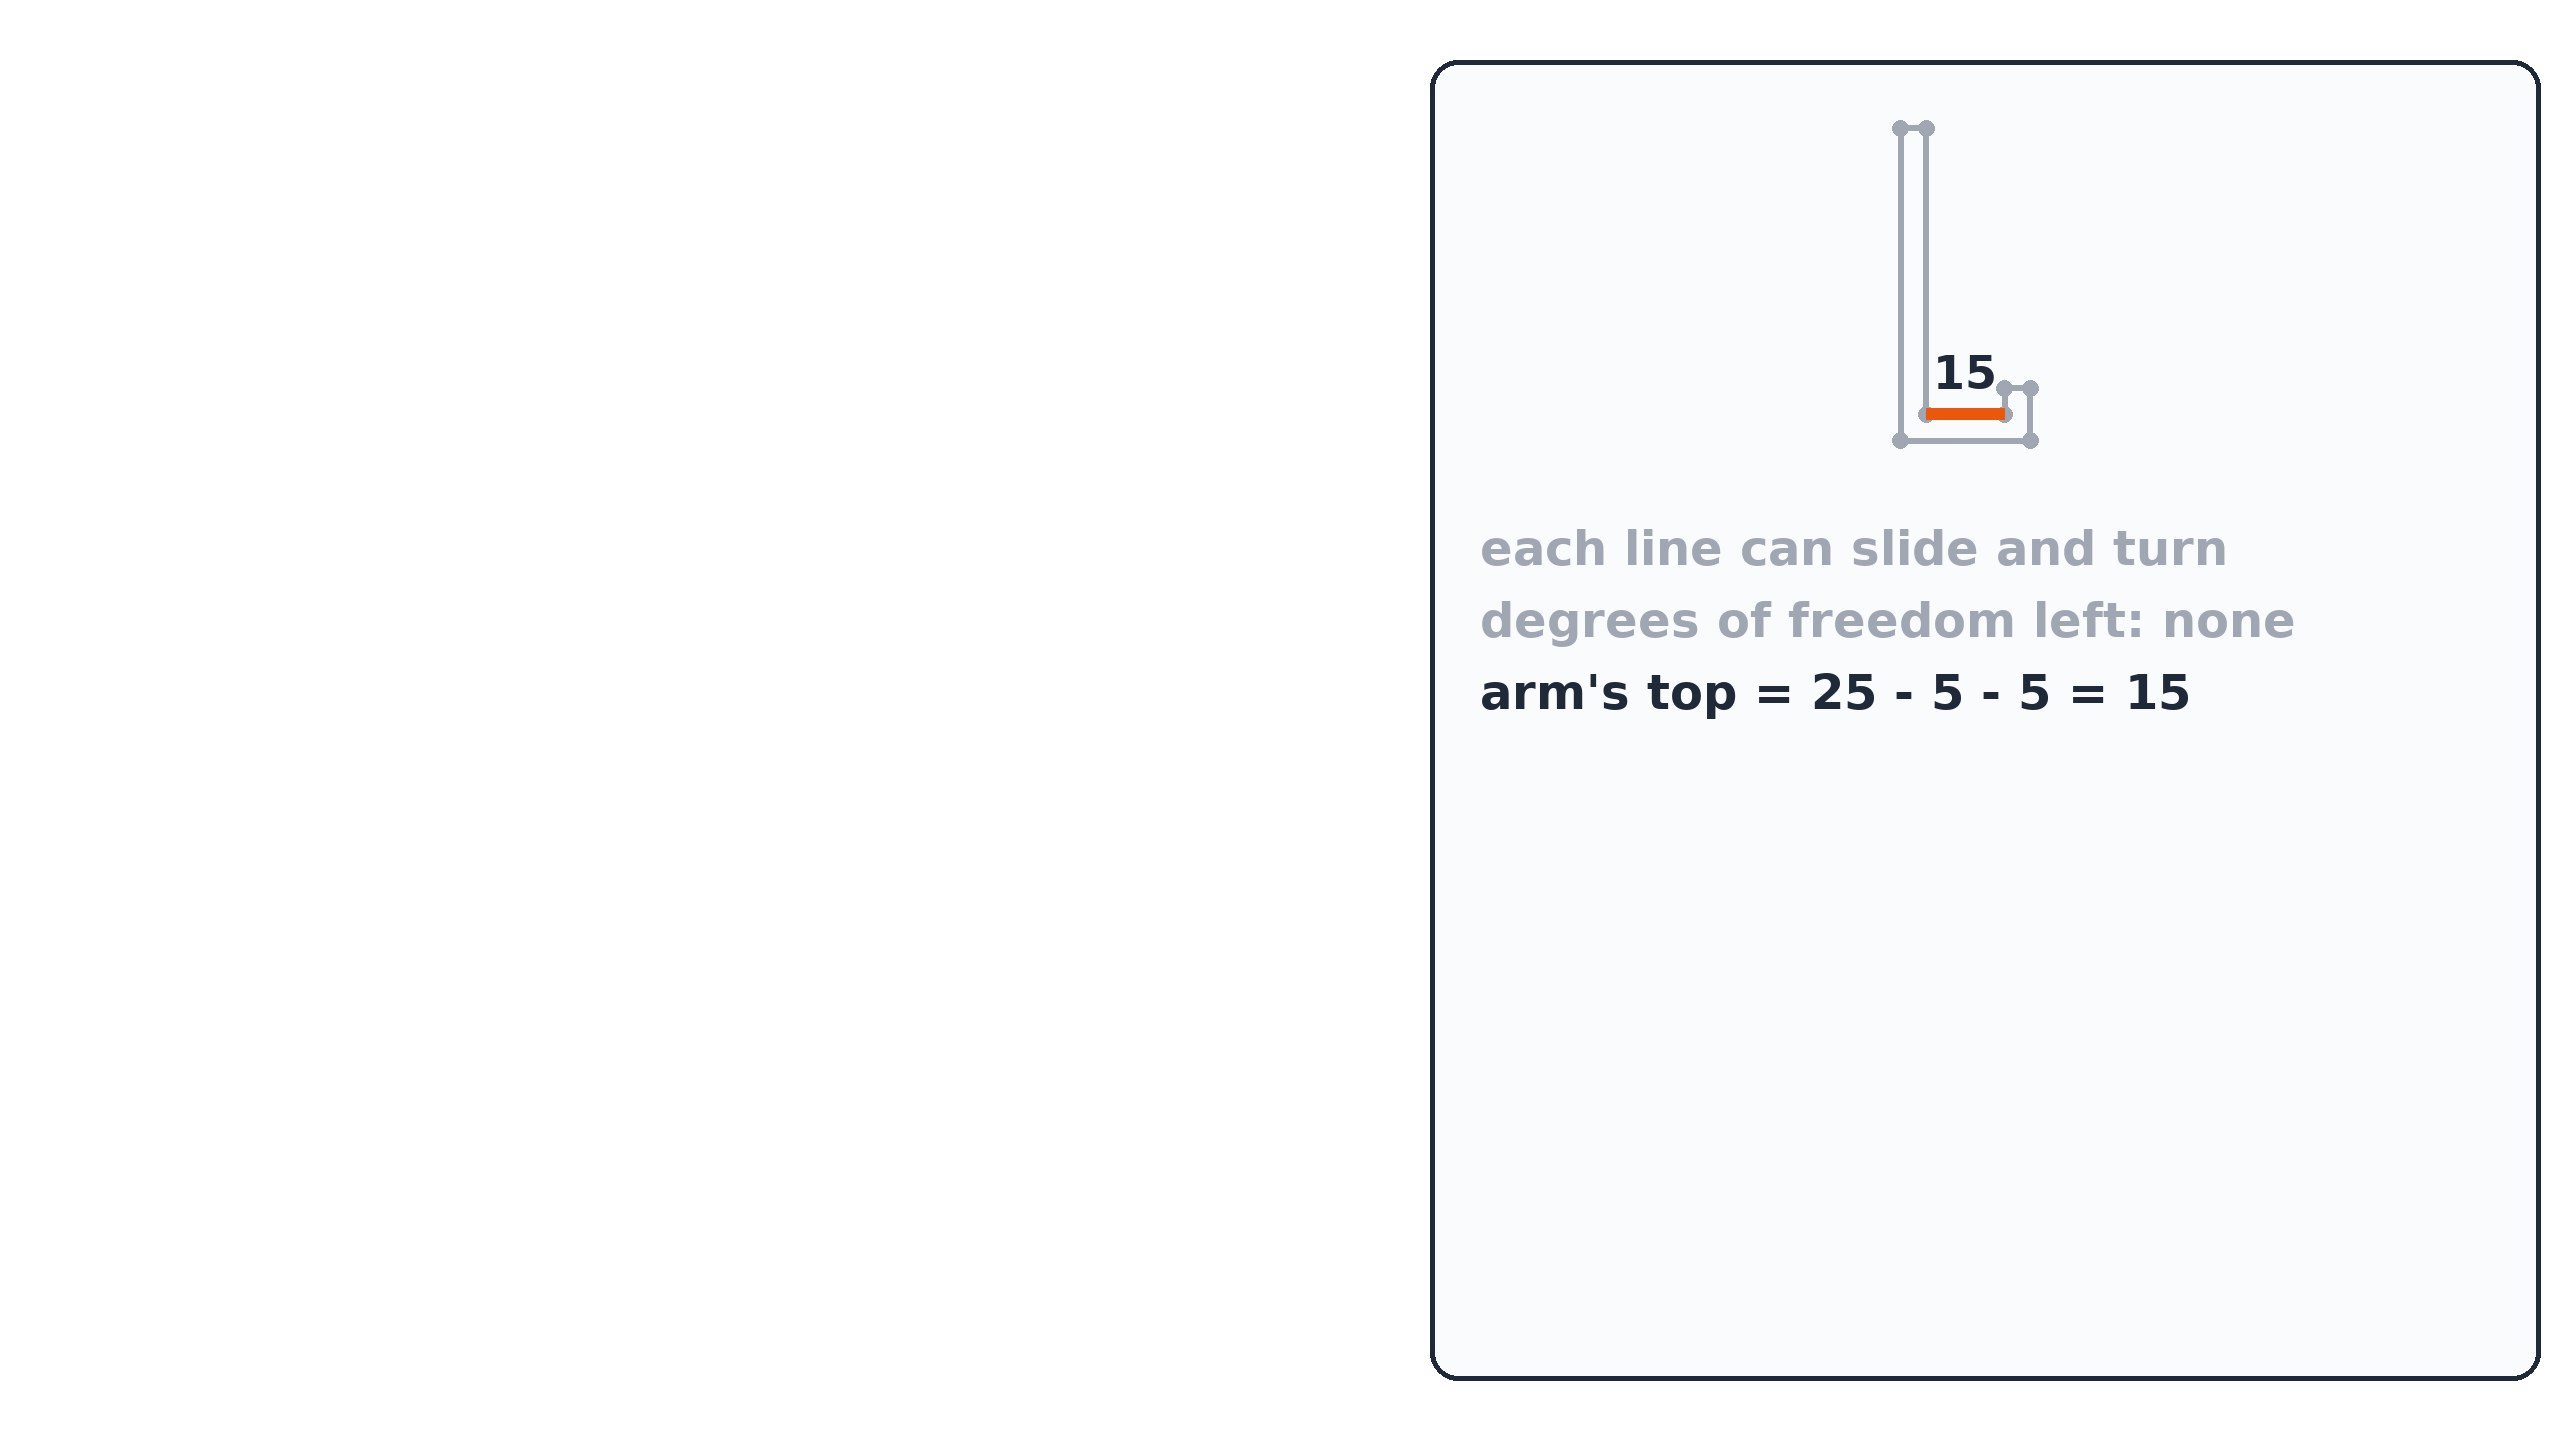 15
each line can slide and turn
degrees of freedom left: none
arm's top = 25 - 5 - 5 = 15